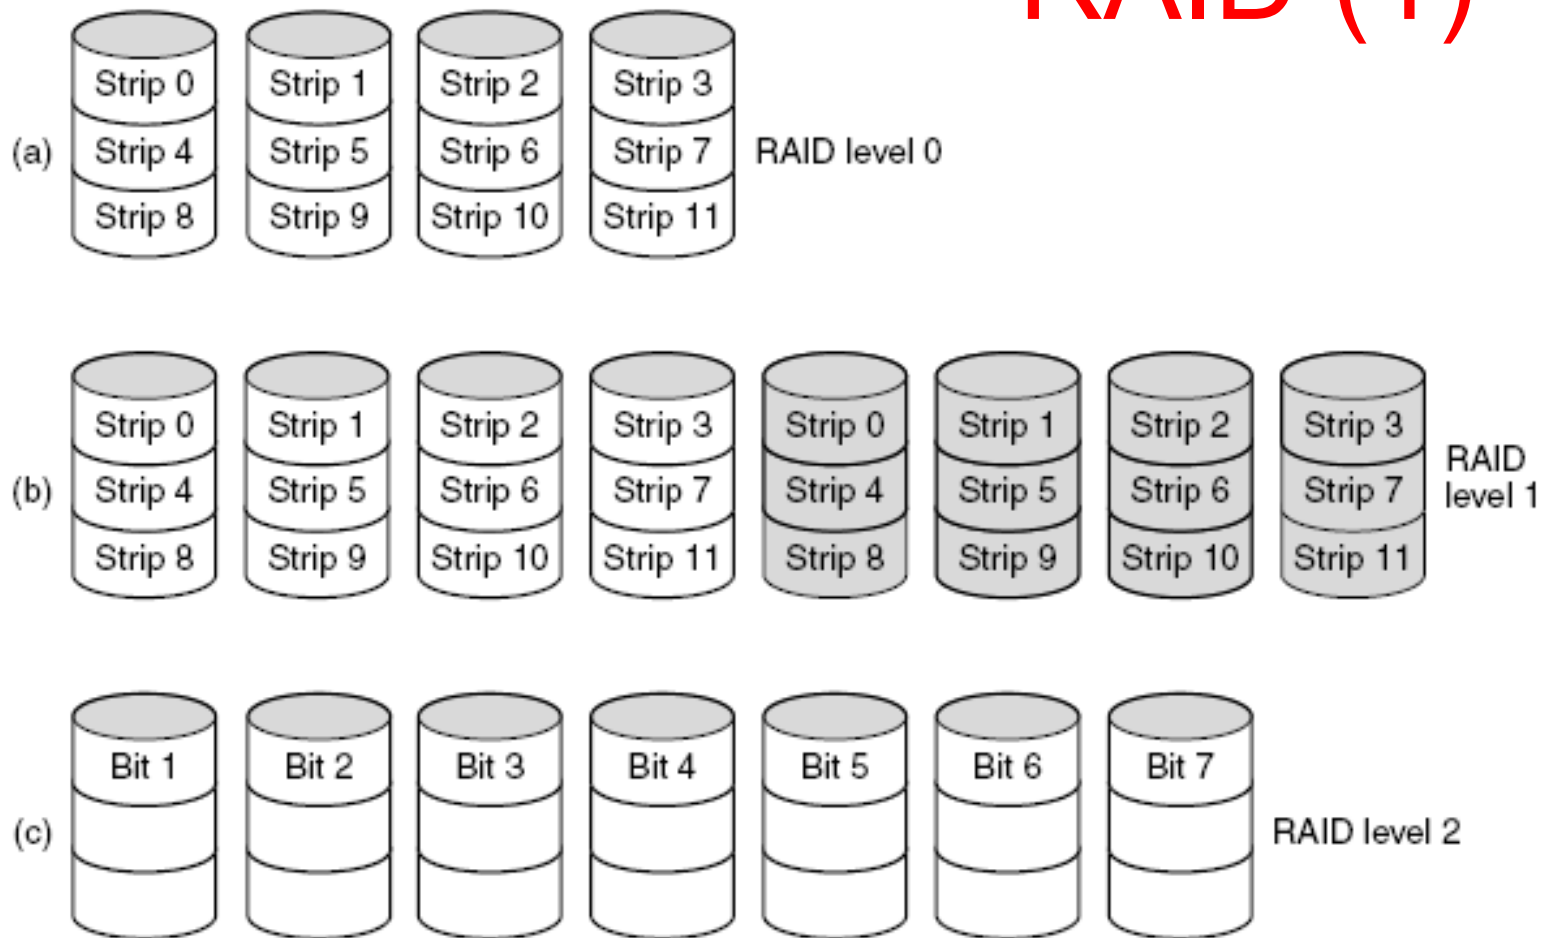 RAID (1)
Strip 0 Strip 1 Strip 2 Strip 3
(a) Strip 4 Strip 5 Strip 6 Strip 7 RAID level 0
Strip 8 Strip 9 Strip 10 Strip 11
Strip 0 Strip 1 Strip 2 Strip 3 Strip 0 Strip 1 Strip 2 Strip 3
(b) Strip 4 Strip 5 Strip 6 Strip 7 Strip 4 Strip 5 Strip 6 Strip 7 RAID
level 1
Strip 8 Strip 9 Strip 10 Strip 11 Strip 8 Strip 9 Strip 10 Strip 11
Bit 1 Bit 2 Bit 3 Bit 4 Bit 5 Bit 6 Bit 7
(c) RAID level 2